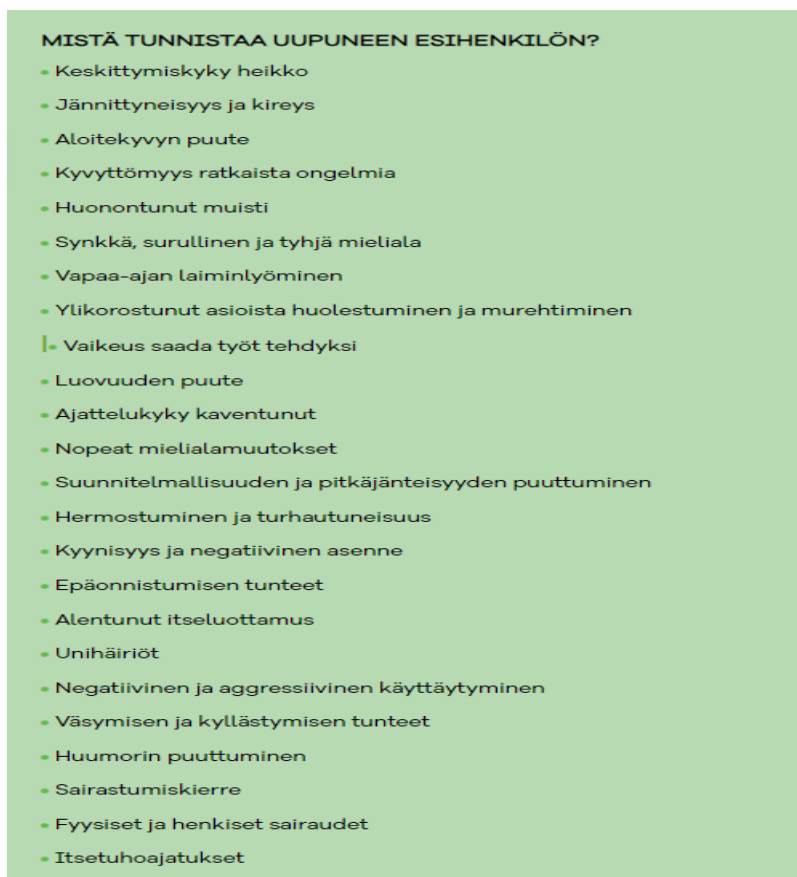 MISTÄ TUNNISTAA UUPUNEEN ESIHENKILÖN?
• Keskittymiskyky heikko
• Jännittyneisyys ja kireys
• Aloitekyvyn puute
• Kyvyttömyys ratkaista ongelmia
• Huonontunut muisti
• Synkkä, surullinen ja tyhjä mieliala
• Vapaa-ajan laiminlyöminen
• Ylikorostunut asioista huolestuminen ja murehtiminen
• Vaikeus saada työt tehdyksi
• Luovuuden puute
• Ajattelukyky kaventunut
• Nopeat mielialamuutokset
• Suunnitelmallisuuden ja pitkäjänteisyyden puuttuminen
• Hermostuminen ja turhautuneisuus
• Kyynisyys ja negatiivinen asenne
• Epäonnistumisen tunteet
• Alentunut itseluottamus
• Unihäiriöt
• Negatiivinen ja aggressiivinen käyttäytyminen
• Väsymisen ja kyllästymisen tunteet
• Huumorin puuttuminen
• Sairastumiskierre
• Fyysiset ja henkiset sairaudet
• Itsetuhoajatukset